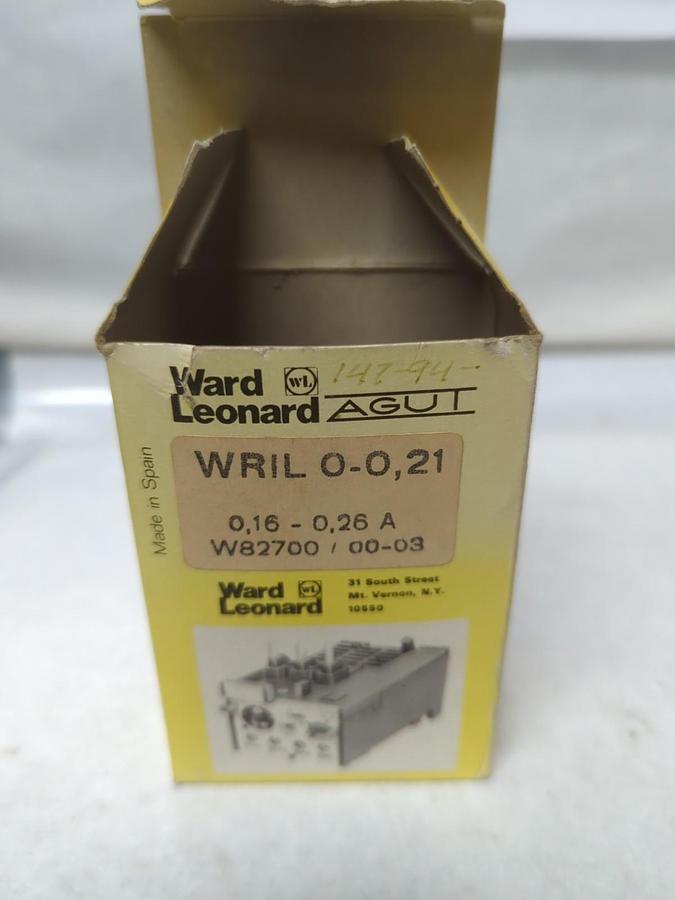 Ward WL 147-94-
Leonard AGUT
WRIL 0-0,21
0,16 - 0,26 A
W82700 / 00-03
Made in Spain
Ward WL
Leonard
31 South Street
Mt. Vernon, N.Y.
10550